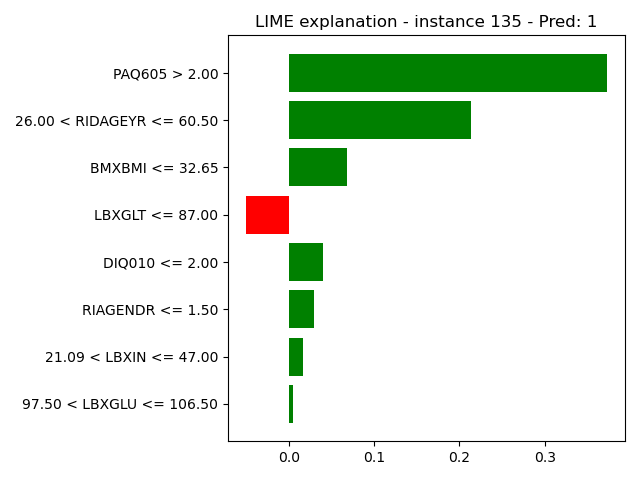 LIME explanation - instance 135 - Pred: 1
PAQ605 > 2.00
26.00 < RIDAGEYR <= 60.50
BMXBMI <= 32.65
LBXGLT <= 87.00
DIQ010 <= 2.00
RIAGENDR <= 1.50
21.09 < LBXIN <= 47.00
97.50 < LBXGLU <= 106.50
0.0 0.1 0.2 0.3